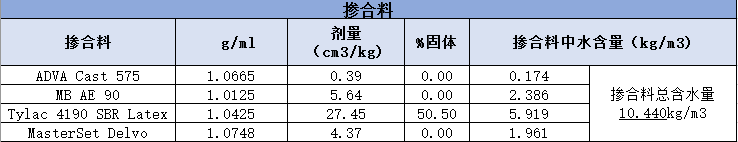 掺合料
掺合料 g/ml 剂量（cm3/kg） %固体 掺合料中水含量（kg/m3）
ADVA Cast 575 1.0665 0.39 0.00 0.174
MB AE 90 1.0125 5.64 0.00 2.386
Tylac 4190 SBR Latex 1.0425 27.45 50.50 5.919
MasterSet Delvo 1.0748 4.37 0.00 1.961
掺合料总含水量
10.440kg/m3